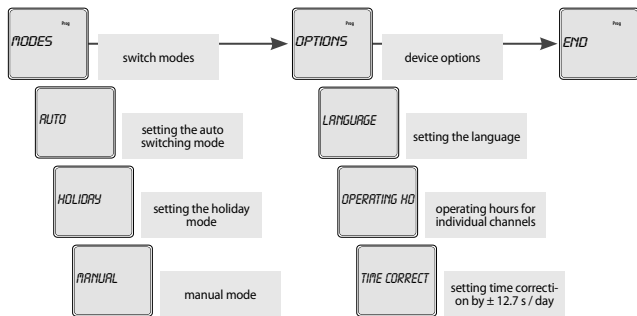 Prog
MODES
switch modes
Prog
OPTIONS
device options
Prog
END
AUTO
setting the auto
switching mode
LANGUAGE
setting the language
HOLIDAY
setting the holiday
mode
OPERATING HO
operating hours for
individual channels
MANUAL
manual mode
TIME CORRECT
setting time correcti-
on by ± 12.7 s / day